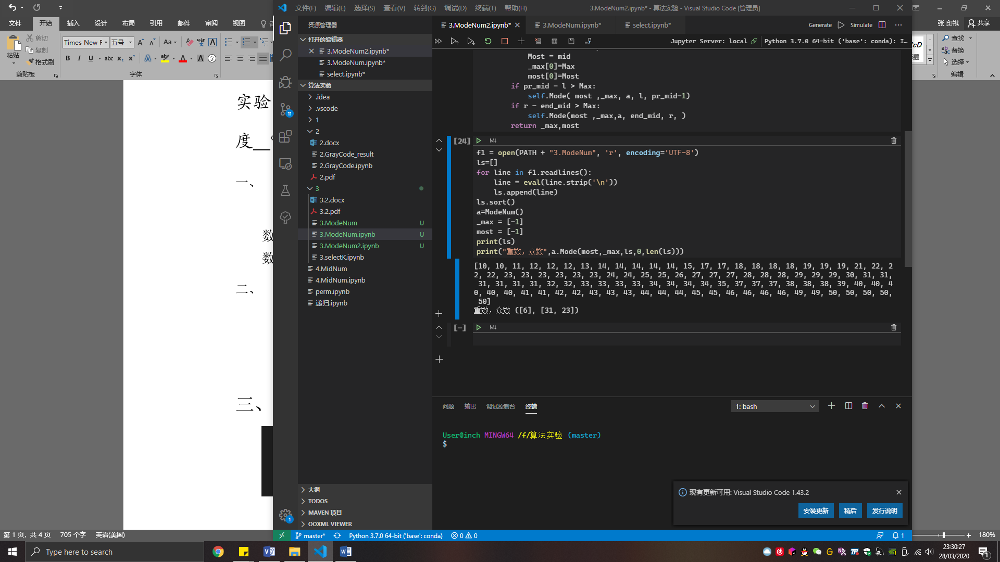 文件(F) 编辑(E) 选择(S) 查看(V) 转到(G) 调试(D) 终端(T) 帮助(H)
3.ModeNum2.ipynb* - 算法实验 - Visual Studio Code [管理员]
文件 开始 插入 设计 布局 引用 邮件 审阅 视图
张 印祺 共享
Times New F 五号
粘贴
剪切
复制
格式刷
剪贴板
字体
查找
替换
选择
编辑
实验
度
一、
数
数
二、
三、
资源管理器
打开的编辑器
3.ModeNum2.ipynb*
3.ModeNum.ipynb*
select.ipynb*
算法实验
.idea
.vscode
1
2
2.docx
2.GrayCode_result
2.GrayCode.ipynb
2.pdf
3
3.2.docx
3.2.pdf
3.ModeNum U
3.ModeNum.ipynb U
3.ModeNum2.ipynb U
3.selectK.ipynb
4.MidNum
4.MidNum.ipynb
perm.ipynb
递归.ipynb
大纲
TODOS
MAVEN 项目
OOXML VIEWER
11
1
3.ModeNum2.ipynb* 3.ModeNum.ipynb* select.ipynb*
Generate Simulate
Jupyter Server: local Python 3.7.0 64-bit ('base': conda): I…
Most = mid
_max[0]=Max
most[0]=Most
if pr_mid - l > Max:
self.Mode( most ,_max, a, l, pr_mid-1)
if r - end_mid > Max:
self.Mode(most ,_max,a, end_mid, r, )
return _max,most
[24] M↓
f1 = open(PATH + "3.ModeNum", 'r', encoding='UTF-8')
ls=[]
for line in f1.readlines():
line = eval(line.strip('\n'))
ls.append(line)
ls.sort()
a=ModeNum()
_max = [-1]
most = [-1]
print(ls)
print("重数，众数",a.Mode(most,_max,ls,0,len(ls)))
[10, 10, 11, 12, 12, 12, 13, 14, 14, 14, 14, 14, 15, 17, 17, 18, 18, 18, 18, 19, 19, 19, 21, 22, 2
2, 22, 23, 23, 23, 23, 23, 23, 24, 24, 25, 25, 26, 27, 27, 27, 28, 28, 28, 29, 29, 29, 30, 31, 31,
31, 31, 31, 31, 32, 32, 33, 33, 33, 33, 34, 34, 34, 34, 35, 37, 37, 37, 38, 38, 38, 39, 40, 40, 4
0, 40, 40, 41, 41, 42, 42, 43, 43, 43, 44, 44, 44, 45, 45, 46, 46, 46, 46, 49, 49, 50, 50, 50, 50,
50]
重数，众数 ([6], [31, 23])
[-] M↓
问题 输出 调试控制台 终端
1: bash
User@inch MINGW64 /f/算法实验 (master)
$
现有更新可用: Visual Studio Code 1.43.2
安装更新 稍后 发行说明
第 1 页，共 4 页 705 个字 英语(美国)
master* Python 3.7.0 64-bit ('base': conda) 0 0
1
180%
Type here to search
23:30:27
28/03/2020
1